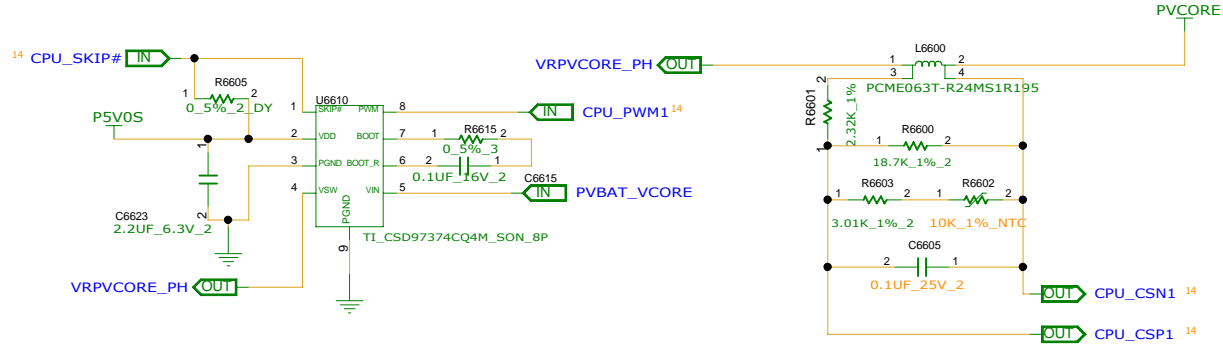 PVCORE
14 CPU_SKIP# IN
L6600
VRPVCORE_PH OUT
1 2
3 4
PCME063T-R24MS1R195
R6605
1 2
0_5%_2_DY
U6610
P5V0S
1 SKIP# PWM 8
IN CPU_PWM1 14
2 VDD BOOT 7
1 R6615 2
0_5%_3
3 PGND BOOT_R 6
2 1
0.1UF_16V_2
C6615
4 VSW VIN 5
IN PVBAT_VCORE
PGND
9
TI_CSD97374CQ4M_SON_8P
1
2
C6623
2.2UF_6.3V_2
VRPVCORE_PH OUT
2
R6601
2.32K_1%
1
R6600
18.7K_1%_2
1 R6603 2
3.01K_1%_2
1 R6602 2
10K_1%_NTC
C6605
2 1
0.1UF_25V_2
OUT CPU_CSN1 14
OUT CPU_CSP1 14